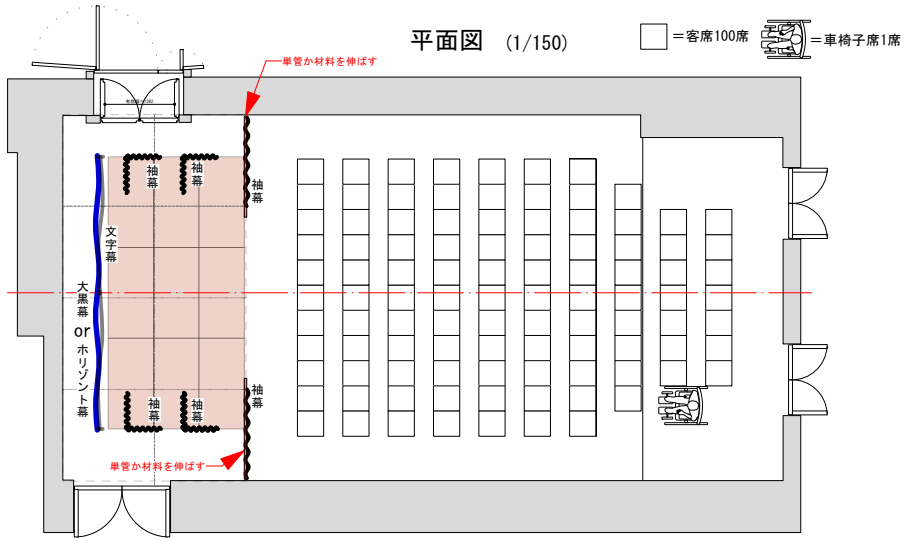 平面図 (1/150)
=客席100席
=車椅子席1席
単管か材料を伸ばす
袖幕
袖幕
袖幕
文字幕
大黒幕 or ホリゾント幕
袖幕
袖幕
袖幕
単管か材料を伸ばす